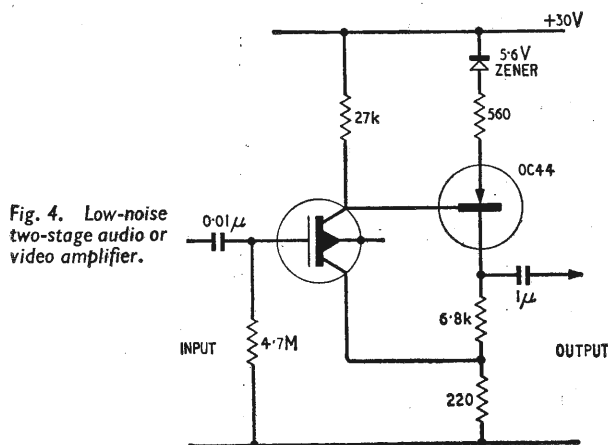 +30V
5·6V
ZENER
27k
560
OC44
Fig. 4. Low-noise
two-stage audio or
video amplifier.
0·01μ
1μ
6·8k
INPUT
4·7M
OUTPUT
220